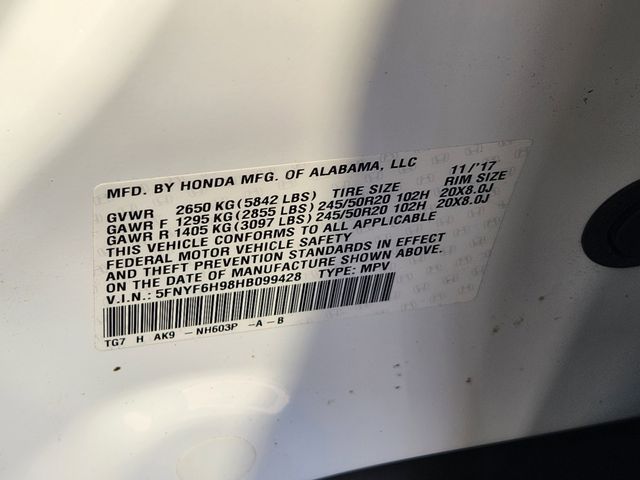 MFD. BY HONDA MFG. OF ALABAMA, LLC 11/'17
GVWR 2650 KG (5842 LBS) TIRE SIZE RIM SIZE
GAWR F 1295 KG (2855 LBS) 245/50R20 102H 20X8.0J
GAWR R 1405 KG (3097 LBS) 245/50R20 102H 20X8.0J
THIS VEHICLE CONFORMS TO ALL APPLICABLE
FEDERAL MOTOR VEHICLE SAFETY
AND THEFT PREVENTION STANDARDS IN EFFECT
ON THE DATE OF MANUFACTURE SHOWN ABOVE.
V.I.N.: 5FNYF6H98HB099428 TYPE: MPV
TG7 H AK9 -NH603P -A-B